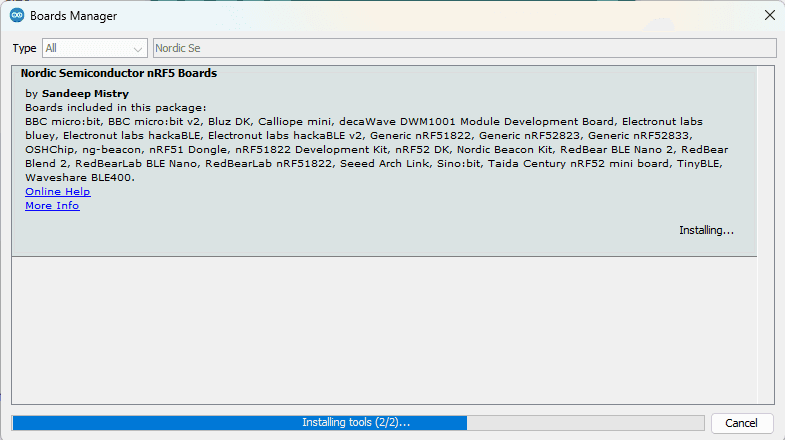 Boards Manager
Type All Nordic Se
Nordic Semiconductor nRF5 Boards
by Sandeep Mistry
Boards included in this package:
BBC micro:bit, BBC micro:bit v2, Bluz DK, Calliope mini, decaWave DWM1001 Module Development Board, Electronut labs
bluey, Electronut labs hackaBLE, Electronut labs hackaBLE v2, Generic nRF51822, Generic nRF52823, Generic nRF52833,
OSHChip, ng-beacon, nRF51 Dongle, nRF51822 Development Kit, nRF52 DK, Nordic Beacon Kit, RedBear BLE Nano 2, RedBear
Blend 2, RedBearLab BLE Nano, RedBearLab nRF51822, Seeed Arch Link, Sino:bit, Taida Century nRF52 mini board, TinyBLE,
Waveshare BLE400.
Online Help
More Info
Installing...
Installing tools (2/2)...
Cancel